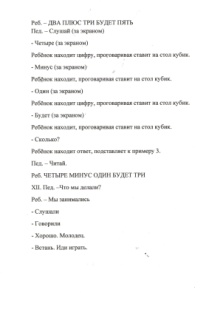 Реб. – ДВА ПЛЮС ТРИ БУДЕТ ПЯТЬ
Пед. – Слушай (за экраном)
- Четыре (за экраном)
Ребёнок находит цифру, проговаривая ставит на стол кубик.
- Минус (за экраном)
Ребёнок находит, проговаривая ставит на стол кубик.
- Один (за экраном)
Ребёнок находит цифру, проговаривая ставит на стол кубик.
- Будет (за экраном)
Ребёнок находит, проговаривая ставит на стол кубик.
- Сколько?
Ребёнок находит ответ, подставляет к примеру 3.
Пед. – Читай.
Реб. ЧЕТЫРЕ МИНУС ОДИН БУДЕТ ТРИ
XII. Пед. –Что мы делали?
Реб. – Мы занимались
- Слушали
- Говорили
- Хорошо. Молодец.
- Встань. Иди играть.